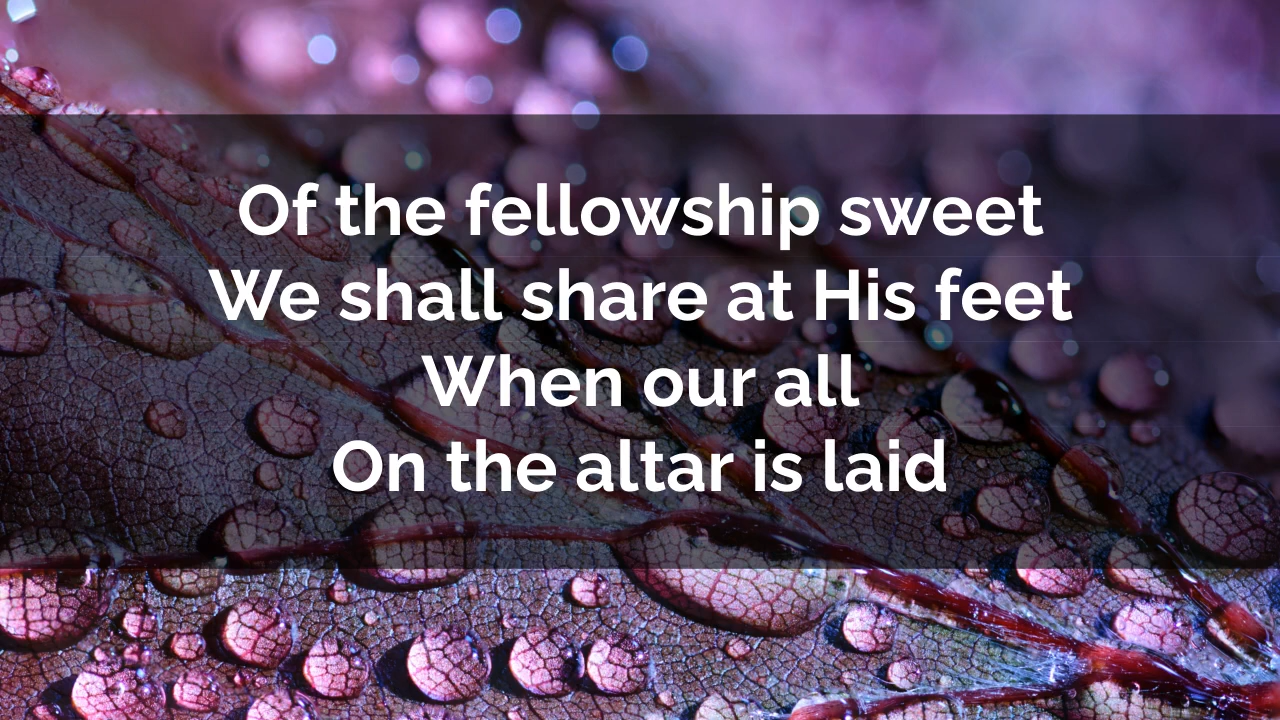 Of the fellowship sweet
We shall share at His feet
When our all
On the altar is laid